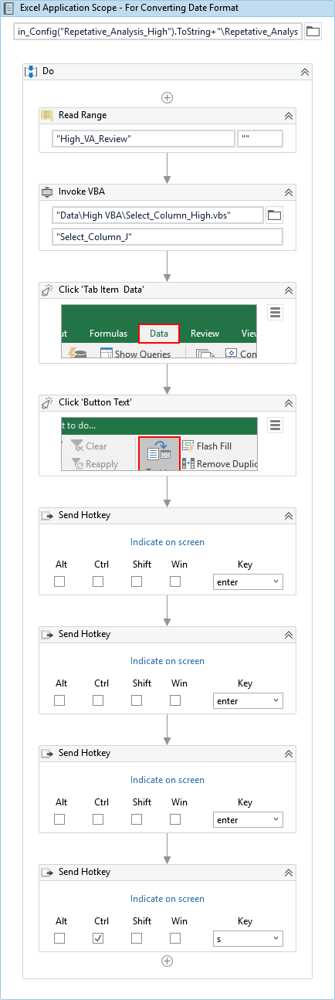 Excel Application Scope - For Converting Date Format
in_Config("Repetative_Analysis_High").ToString+"\Repetative_Analys
Do
Read Range
"High_VA_Review" ""
Invoke VBA
"Data\High VBA\Select_Column_High.vbs"
"Select_Column_J"
Click 'Tab Item  Data'
ut Formulas Data Review View
Show Queries Con
Click 'Button Text'
t to do...
Clear Flash Fill
Reapply Remove Duplic
Send Hotkey
Indicate on screen
Alt Ctrl Shift Win Key
enter
Send Hotkey
Indicate on screen
Alt Ctrl Shift Win Key
enter
Send Hotkey
Indicate on screen
Alt Ctrl Shift Win Key
enter
Send Hotkey
Indicate on screen
Alt Ctrl Shift Win Key
s